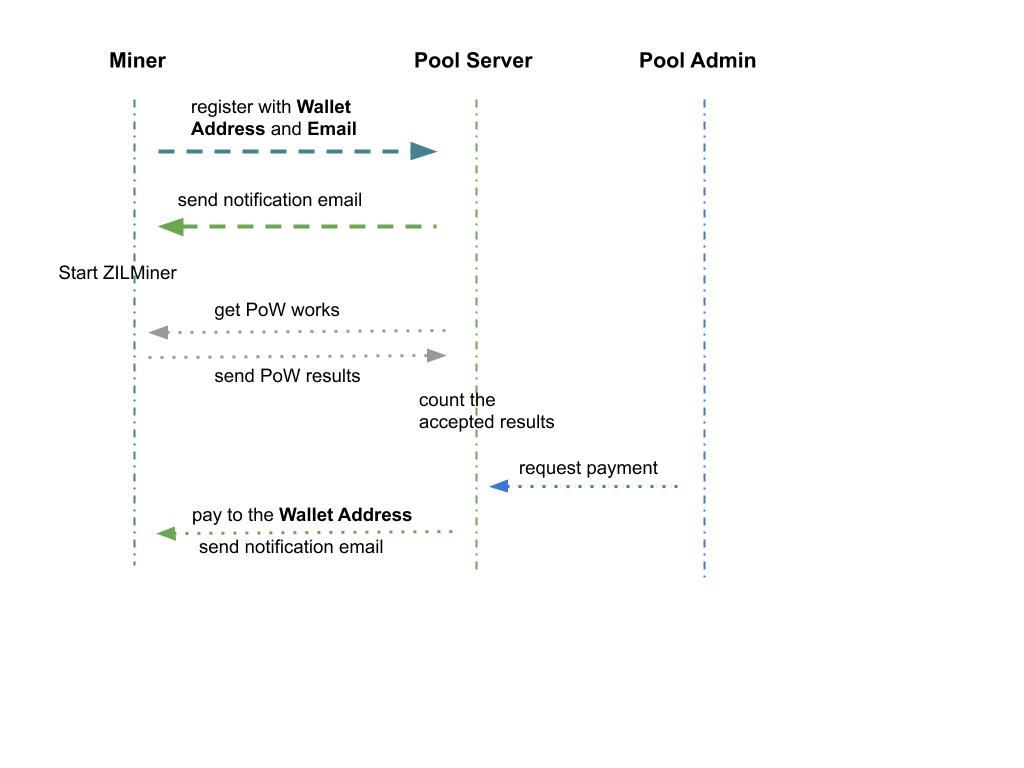 Miner
Pool Server
Pool Admin
register with Wallet
Address and Email
send notification email
Start ZILMiner
get PoW works
send PoW results
count the
accepted results
request payment
pay to the Wallet Address
send notification email